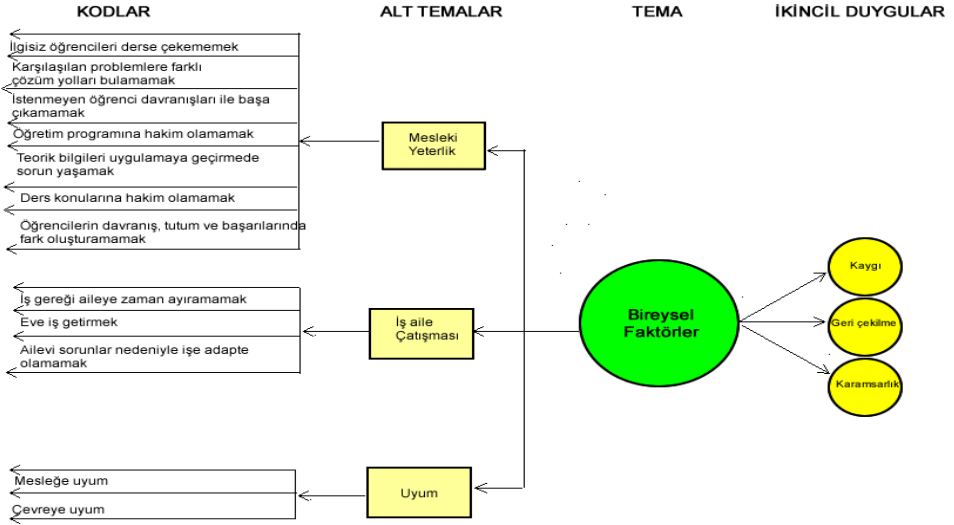 KODLAR
ALT TEMALAR
TEMA
İKİNCİL DUYGULAR
İlgisiz öğrencileri derse çekememek
Karşılaşılan problemlere farklı
çözüm yolları bulamamak
İstenmeyen öğrenci davranışları ile başa
çıkamamak
Öğretim programına hakim olamamak
Teorik bilgileri uygulamaya geçirmede
sorun yaşamak
Ders konularına hakim olamamak
Öğrencilerin davranış, tutum ve başarılarında
fark oluşturamamak
Mesleki
Yeterlik
İş gereği aileye zaman ayıramamak
Eve iş getirmek
Ailevi sorunlar nedeniyle işe adapte
olamamak
İş aile
Çatışması
Mesleğe uyum
Çevreye uyum
Uyum
Bireysel
Faktörler
Kaygı
Geri çekilme
Karamsarlık